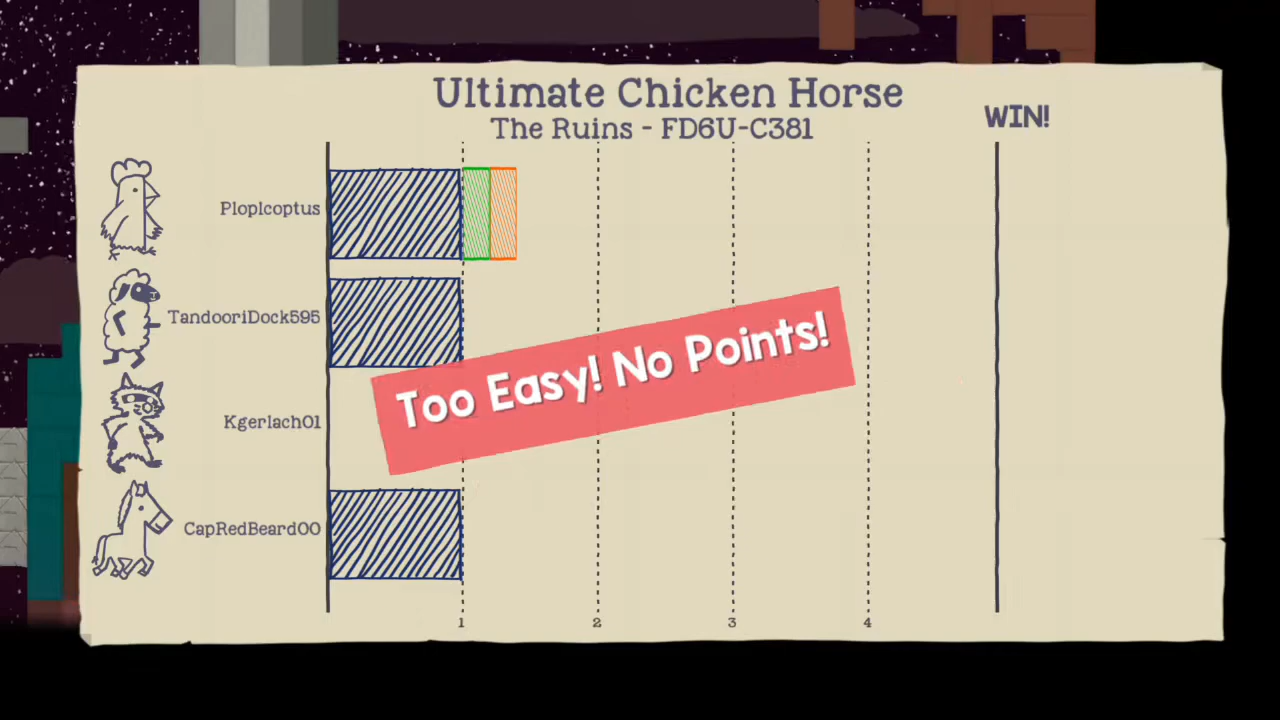 Ultimate Chicken Horse
The Ruins - FD6U-C381
WIN!
Ploplcoptus
TandooriDock595
Too Easy! No Points!
Kgerlach01
CapRedBeard00
1 2 3 4